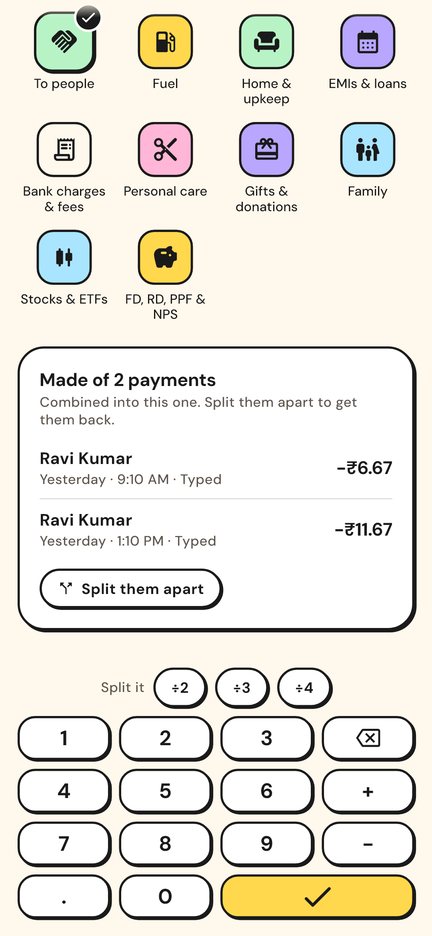 To people
Fuel
Home & upkeep
EMIs & loans
Bank charges & fees
Personal care
Gifts & donations
Family
Stocks & ETFs
FD, RD, PPF & NPS
Made of 2 payments
Combined into this one. Split them apart to get
them back.
Ravi Kumar
-₹6.67
Yesterday · 9:10 AM · Typed
Ravi Kumar
-₹11.67
Yesterday · 1:10 PM · Typed
Split them apart
Split it ÷2 ÷3 ÷4
1 2 3
4 5 6 +
7 8 9 -
. 0